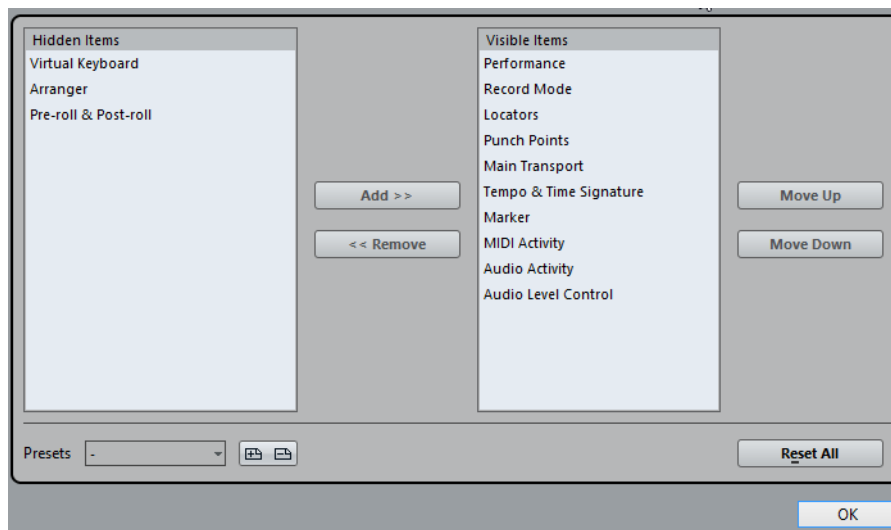 Hidden Items
Virtual Keyboard
Arranger
Pre-roll & Post-roll
Add >>
<< Remove
Visible Items
Performance
Record Mode
Locators
Punch Points
Main Transport
Tempo & Time Signature
Marker
MIDI Activity
Audio Activity
Audio Level Control
Move Up
Move Down
Presets
-
Reset All
OK